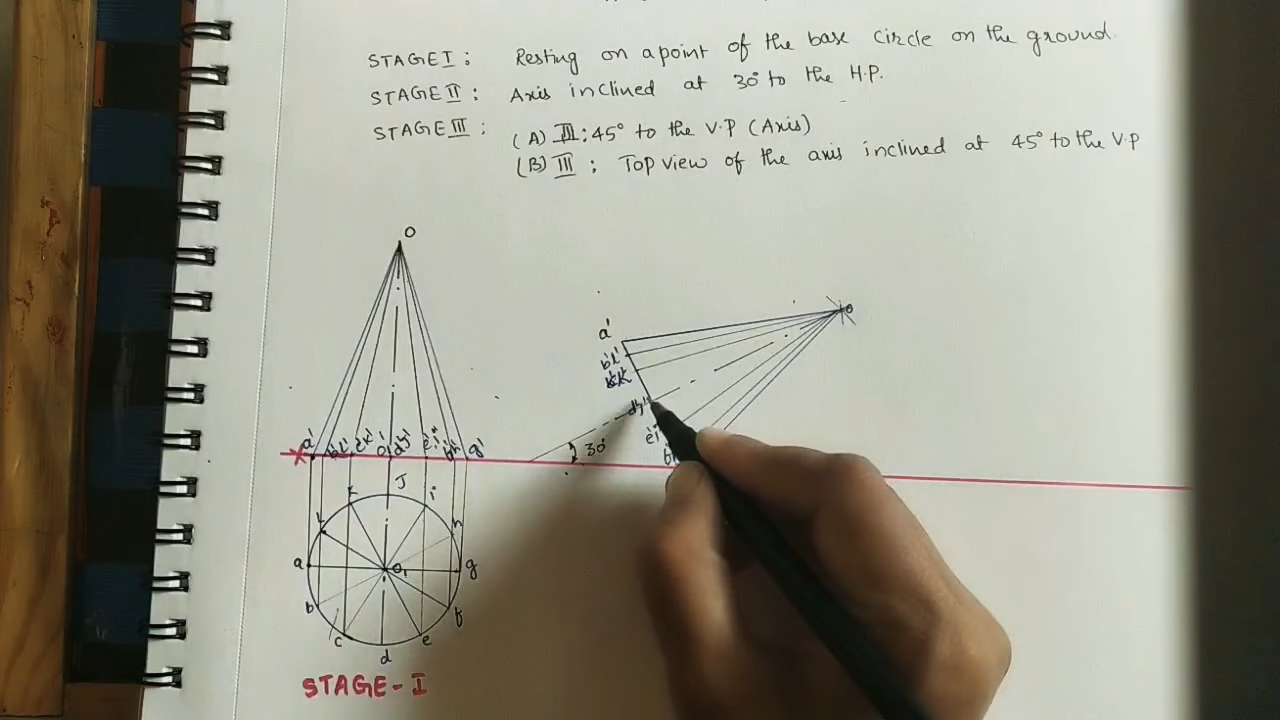 STAGE I : Resting on a point of the base circle on the ground.
STAGE II : Axis inclined at 30° to the H.P.
STAGE III : (A) III : 45° to the V.P (Axis)
(B) III : Top view of the axis inclined at 45° to the V.P
O
o
a'
b'l'
a' b'l' c'k' o' d'j' e'i' g'
d'j'
e'i'
30°
X
J
k i
l h
a o₁ g
b f
c e
d
STAGE - I